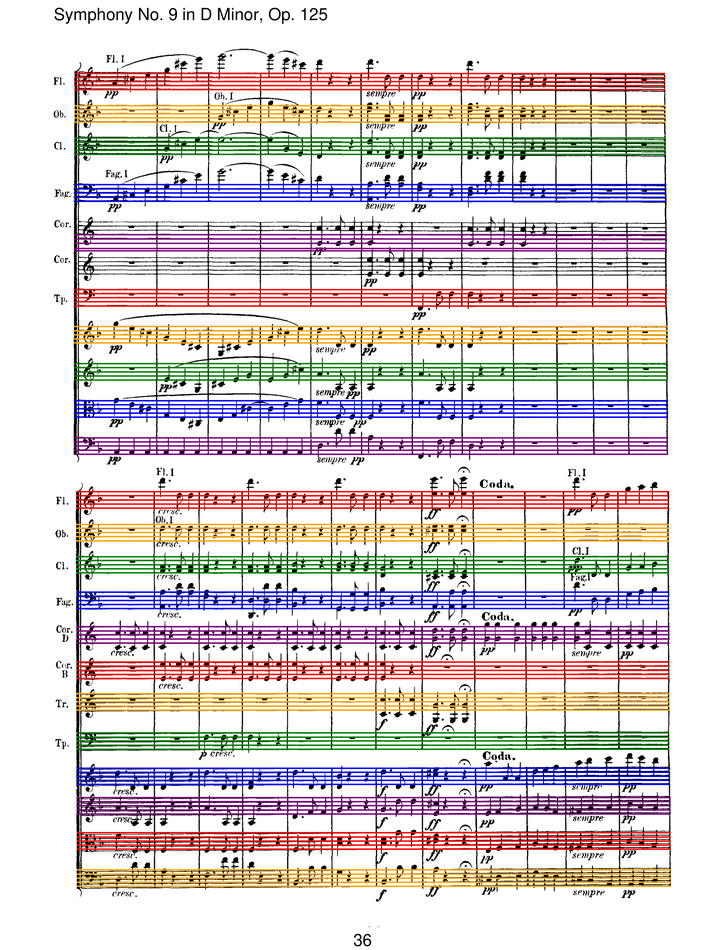 Symphony No. 9 in D Minor, Op. 125
Fl. I
Fl.
pp
sempre
pp
Ob. I
Ob.
sempre
pp
Cl. I
Cl.
pp
sempre
pp
Fag. I
Fag.
pp
sempre
pp
Cor.
pp
Cor.
pp
Tp.
pp
pp
sempre
pp
pp
sempre
pp
pp
sempre
pp
pp
sempre
pp
Fl. I
Coda.
Fl. I
Fl.
cresc.
ff
pp
Ob. I
Ob.
cresc.
ff
Cl. I
Cl.
cresc.
ff
pp
Fag. I
Fag.
cresc.
ff
pp
Coda.
Cor.
D
cresc.
ff
pp
sempre
pp
Cor.
B
cresc.
Tr.
f
ff
Tp.
p cresc.
Coda.
cresc.
f
ff
pp
sempre
pp
cresc.
f
ff
pp
sempre
pp
cresc.
f
ff
pp
sempre
pp
cresc.
f
ff
pp
sempre
pp
36